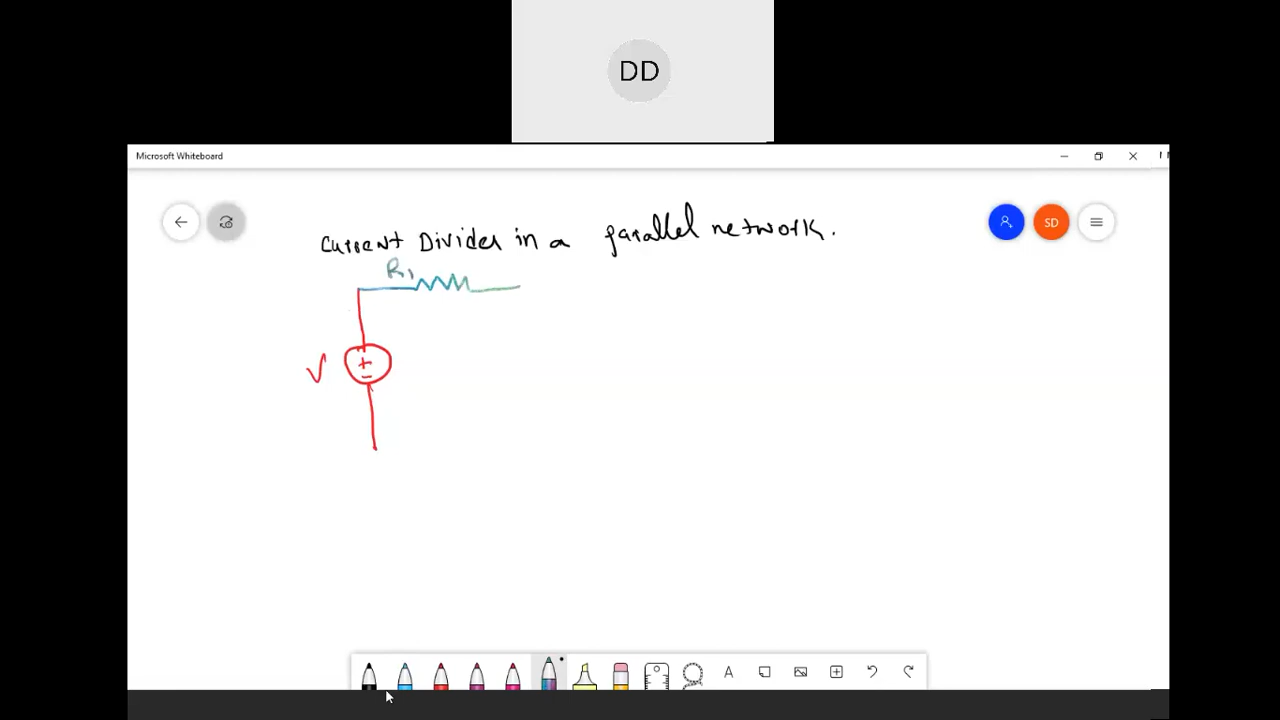 DD
Microsoft Whiteboard
SD
Current Divider in a parallel network.
R1
V
+
-
A